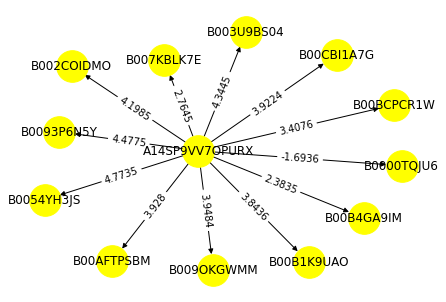 B003U9BS04
B007KBLK7E
B00CBI1A7G
B002COIDMO
4.3445
2.7645
3.9224
4.1985
B00BCPCR1W
3.4076
B0093P6N5Y
4.4775
A14SP9VV7OPURX
-1.6936
B0000TQJU6
4.7735
2.3835
B0054YH3JS
3.928
3.9484
3.8436
B00B4GA9IM
B00AFTPSBM
B009OKGWMM
B00B1K9UAO